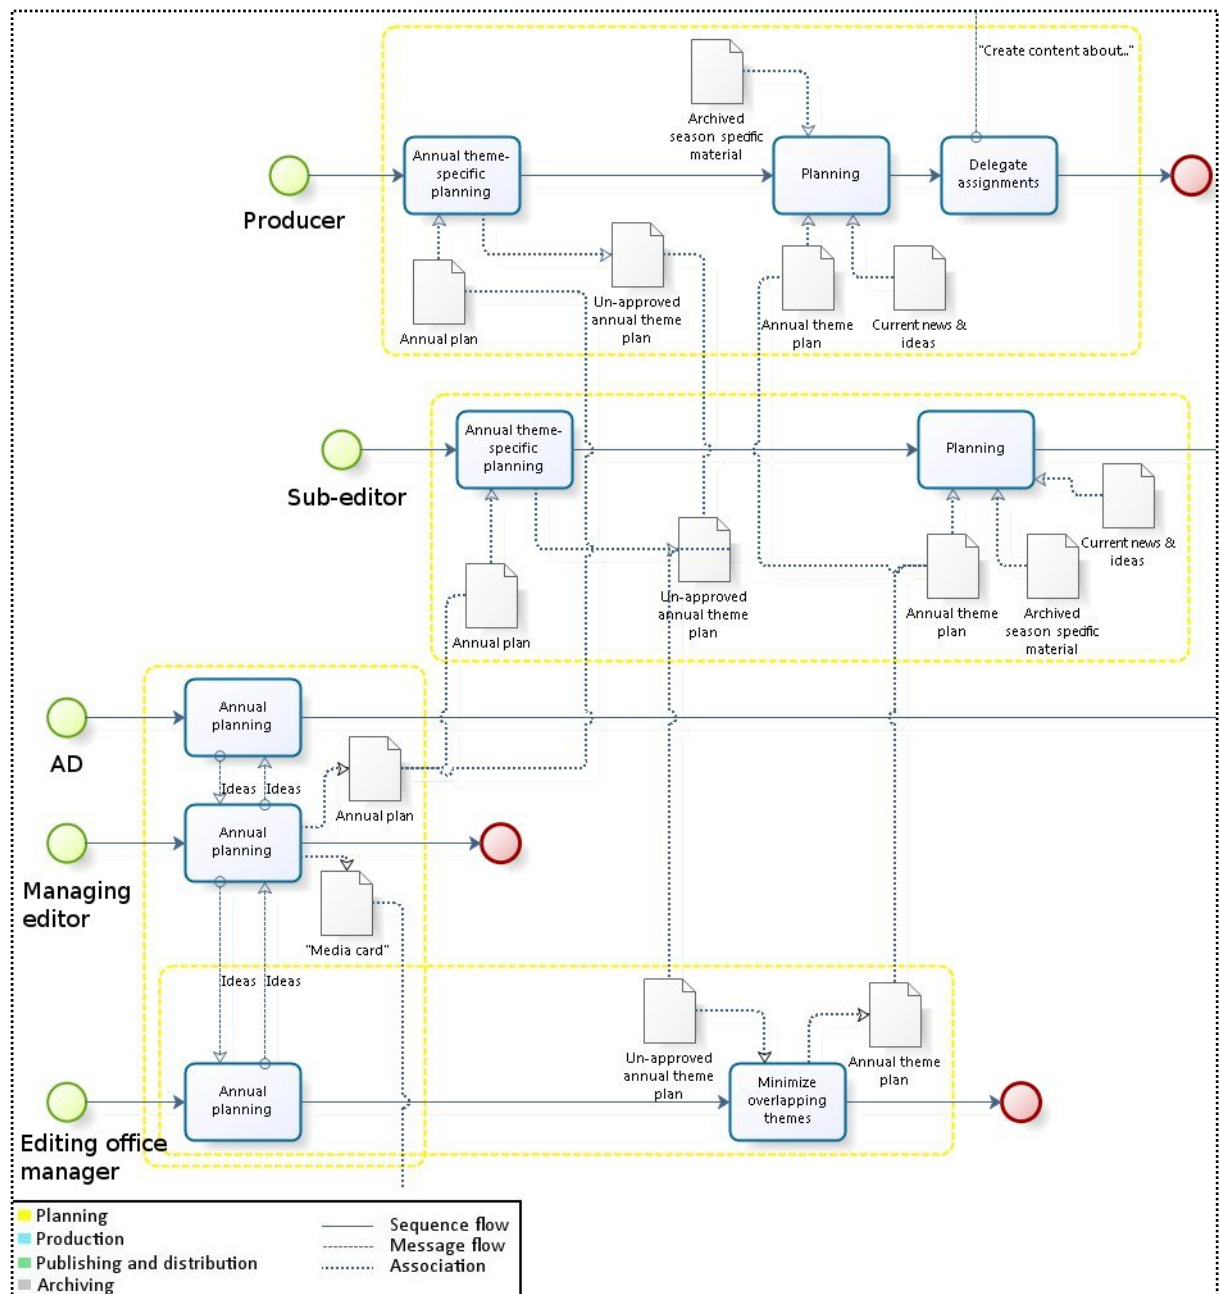 "Create content about..."
Archived
season specific
material
Annual theme-
specific
planning
Planning
Delegate
assignments
Producer
Annual plan
Un-approved
annual theme
plan
Annual theme
plan
Current news &
ideas
Annual theme-
specific
planning
Planning
Sub-editor
Current news &
ideas
Annual plan
Un-approved
annual theme
plan
Annual theme
plan
Archived
season specific
material
Annual
planning
AD
Ideas
Ideas
Annual plan
Annual
planning
Managing
editor
"Media card"
Ideas
Ideas
Un-approved
annual theme
plan
Annual theme
plan
Annual
planning
Minimize
overlapping
themes
Editing office
manager
Planning
Production
Publishing and distribution
Archiving
Sequence flow
Message flow
Association